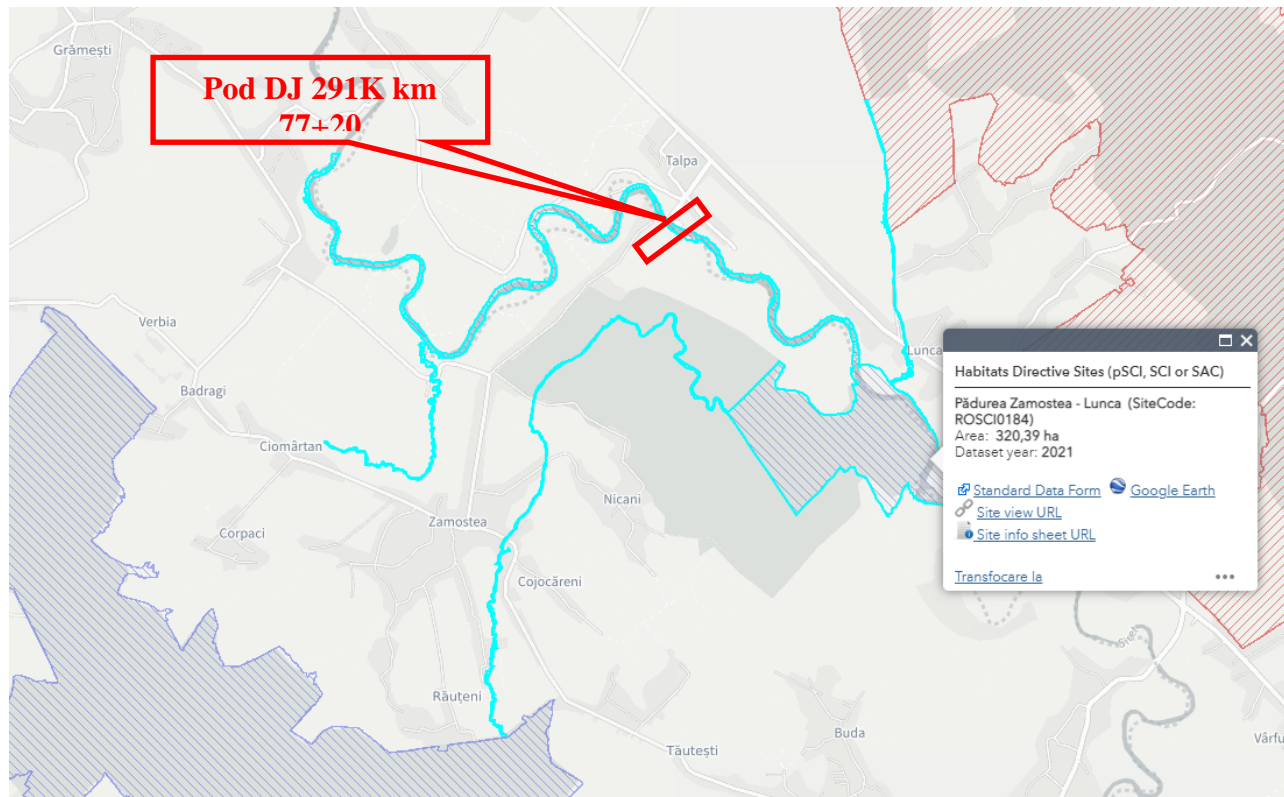 Grămești
Pod DJ 291K km
77+20
Talpa
Verbia
Lunca
Badragi
Ciomârtan
Nicani
Zamostea
Corpaci
Cojocăreni
Răuțeni
Buda
Tăutești
Siret
Vârfu
Habitats Directive Sites (pSCI, SCI or SAC)
Pădurea Zamostea - Lunca (SiteCode:
ROSCI0184)
Area: 320,39 ha
Dataset year: 2021
Standard Data Form Google Earth
Site view URL
Site info sheet URL
Transfocare la